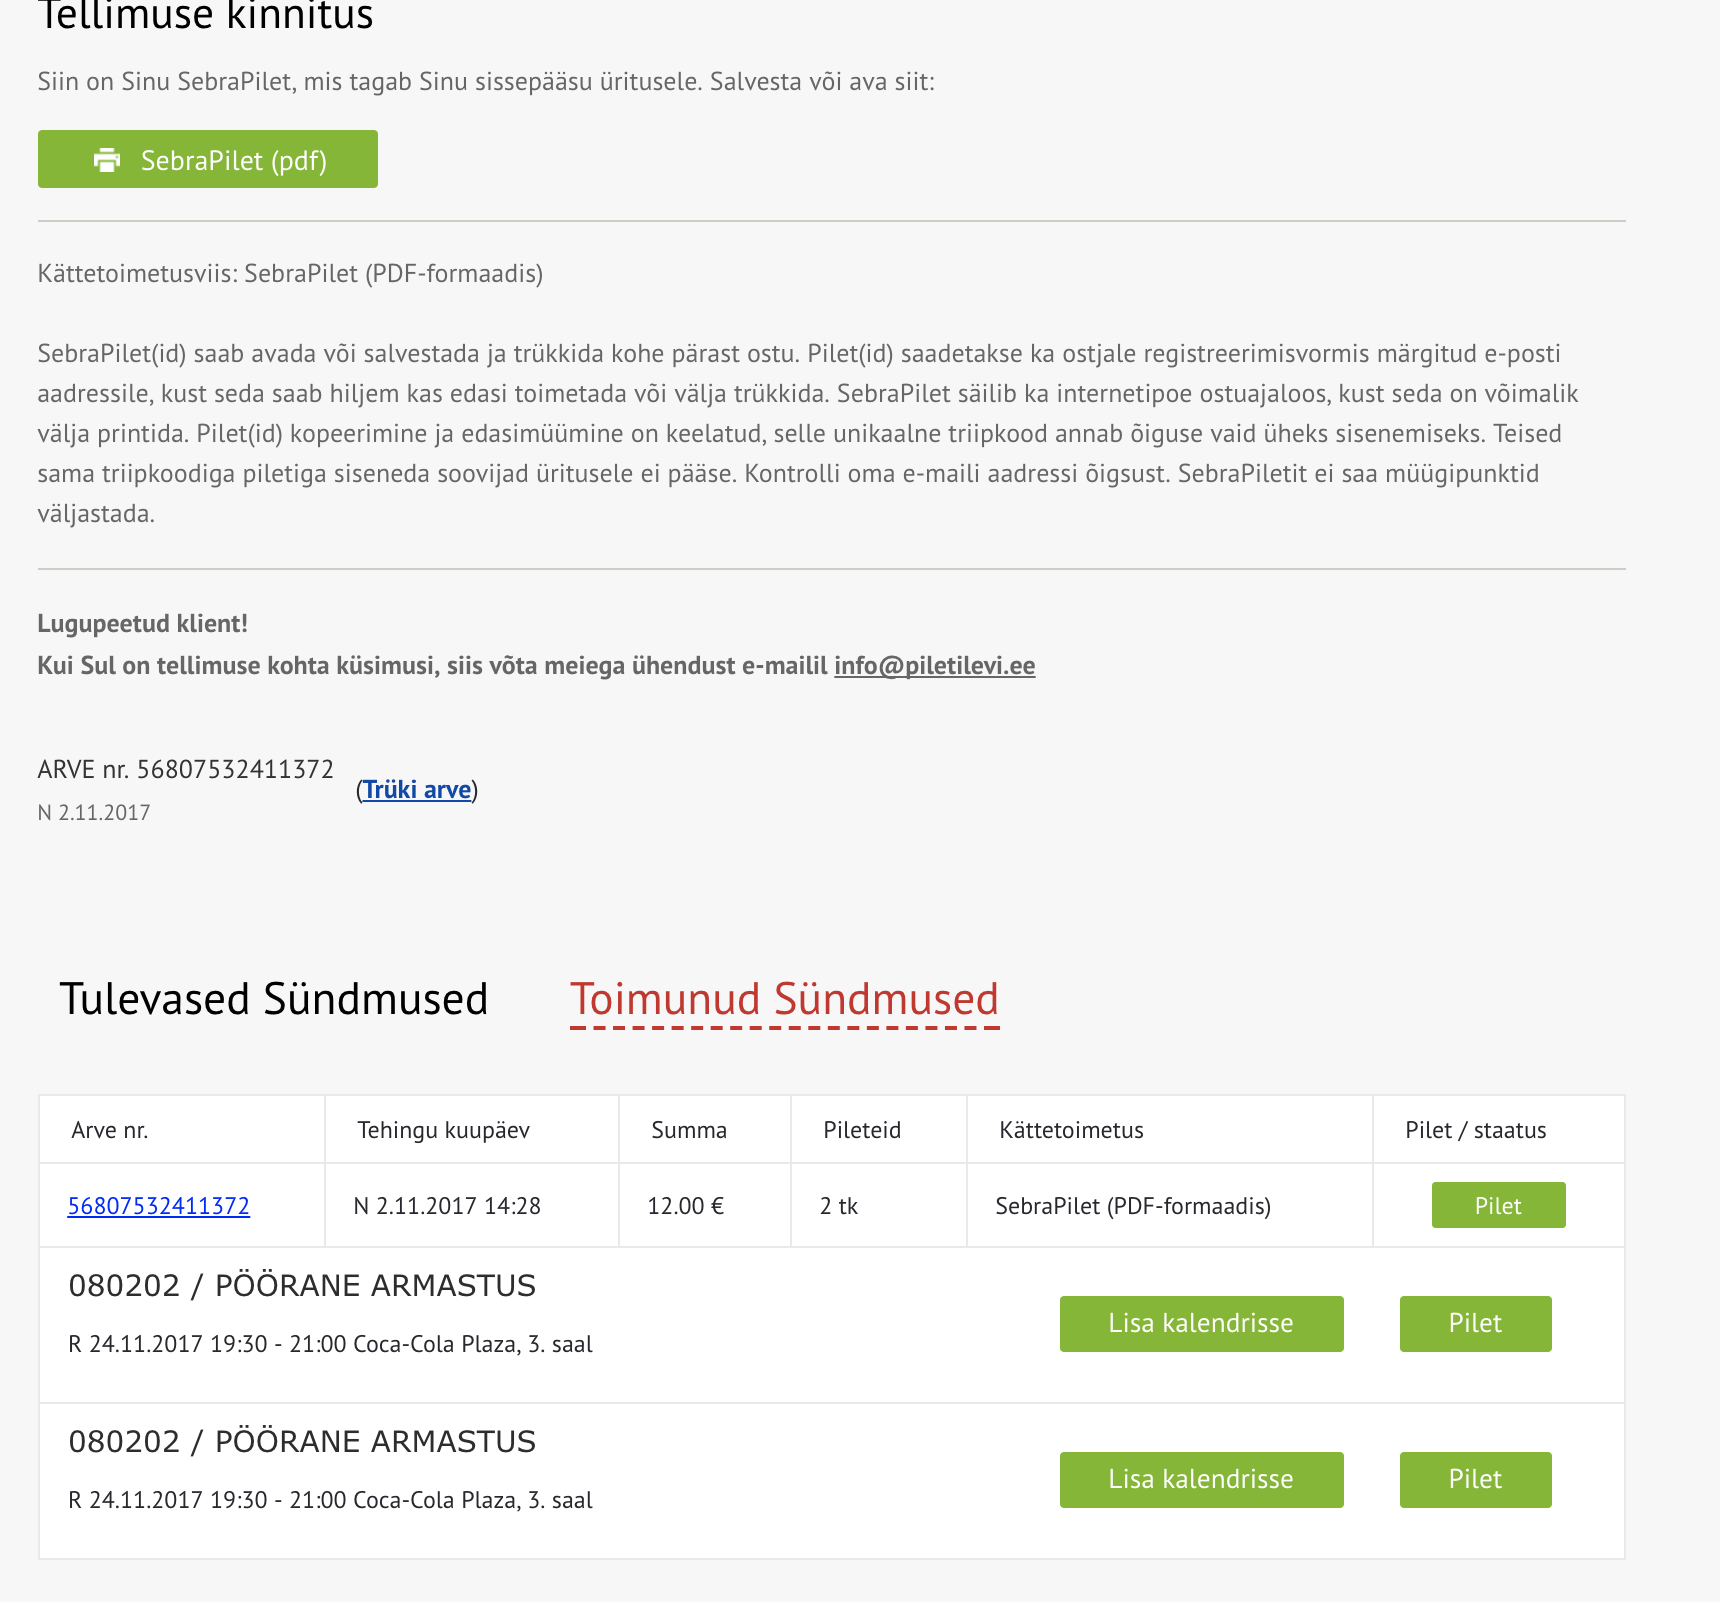 Tellimuse kinnitus
Siin on Sinu SebraPilet, mis tagab Sinu sissepääsu üritusele. Salvesta või ava siit:
SebraPilet (pdf)
Kättetoimetusviis: SebraPilet (PDF-formaadis)
SebraPilet(id) saab avada või salvestada ja trükkida kohe pärast ostu. Pilet(id) saadetakse ka ostjale registreerimisvormis märgitud e-posti
aadressile, kust seda saab hiljem kas edasi toimetada või välja trükkida. SebraPilet säilib ka internetipoe ostuajaloos, kust seda on võimalik
välja printida. Pilet(id) kopeerimine ja edasimüümine on keelatud, selle unikaalne triipkood annab õiguse vaid üheks sisenemiseks. Teised
sama triipkoodiga piletiga siseneda soovijad üritusele ei pääse. Kontrolli oma e-maili aadressi õigsust. SebraPiletit ei saa müügipunktid
väljastada.
Lugupeetud klient!
Kui Sul on tellimuse kohta küsimusi, siis võta meiega ühendust e-mailil info@piletilevi.ee
ARVE nr. 56807532411372
(Trüki arve)
N 2.11.2017
Tulevased Sündmused Toimunud Sündmused
Arve nr. Tehingu kuupäev Summa Pileteid Kättetoimetus Pilet / staatus
56807532411372 N 2.11.2017 14:28 12.00 € 2 tk SebraPilet (PDF-formaadis) Pilet
080202 / PÖÖRANE ARMASTUS
Lisa kalendrisse Pilet
R 24.11.2017 19:30 - 21:00 Coca-Cola Plaza, 3. saal
080202 / PÖÖRANE ARMASTUS
Lisa kalendrisse Pilet
R 24.11.2017 19:30 - 21:00 Coca-Cola Plaza, 3. saal